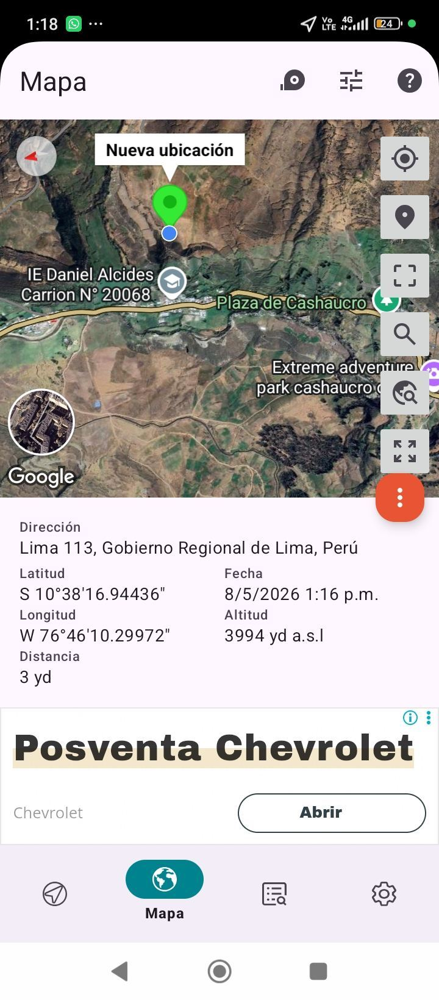 1:18 ... Vo LTE 4G 24
Mapa
Nueva ubicación
IE Daniel Alcides
Carrion N° 20068
Plaza de Cashaucro
Extreme adventure
park cashaucro
Google
Dirección
Lima 113, Gobierno Regional de Lima, Perú
Latitud
S 10°38'16.94436"
Fecha
8/5/2026 1:16 p.m.
Longitud
W 76°46'10.29972"
Altitud
3994 yd a.s.l
Distancia
3 yd
Posventa Chevrolet
Chevrolet
Abrir
Mapa